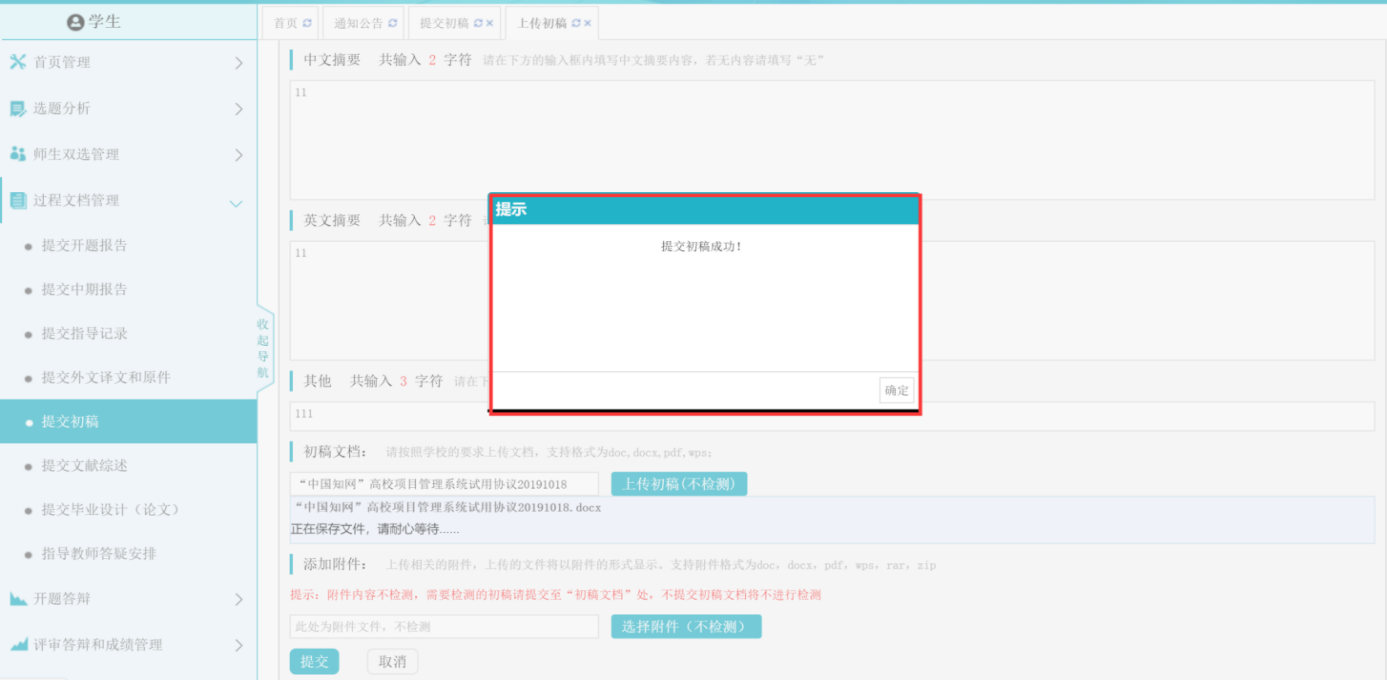 学生
首页
通知公告
提交初稿
上传初稿
首页管理
选题分析
师生双选管理
过程文档管理
提交开题报告
提交中期报告
提交指导记录
提交外文译文和原件
提交初稿
提交文献综述
提交毕业设计（论文）
指导教师答疑安排
开题答辩
评审答辩和成绩管理
收起导航
中文摘要 共输入 2 字符 请在下方的输入框内填写中文摘要内容，若无内容请填写“无”
11
英文摘要 共输入 2 字符
11
提示
提交初稿成功!
确定
其他 共输入 3 字符 请在下
111
初稿文档： 请按照学校的要求上传文档，支持格式为doc,docx,pdf,wps;
“中国知网”高校项目管理系统试用协议20191018 上传初稿(不检测)
“中国知网”高校项目管理系统试用协议20191018.docx
正在保存文件，请耐心等待......
添加附件： 上传相关的附件，上传的文件将以附件的形式显示。支持附件格式为doc，docx，pdf，wps，rar，zip
提示：附件内容不检测，需要检测的初稿请提交至“初稿文档”处，不提交初稿文档将不进行检测
此处为附件文件，不检测 选择附件（不检测）
提交 取消